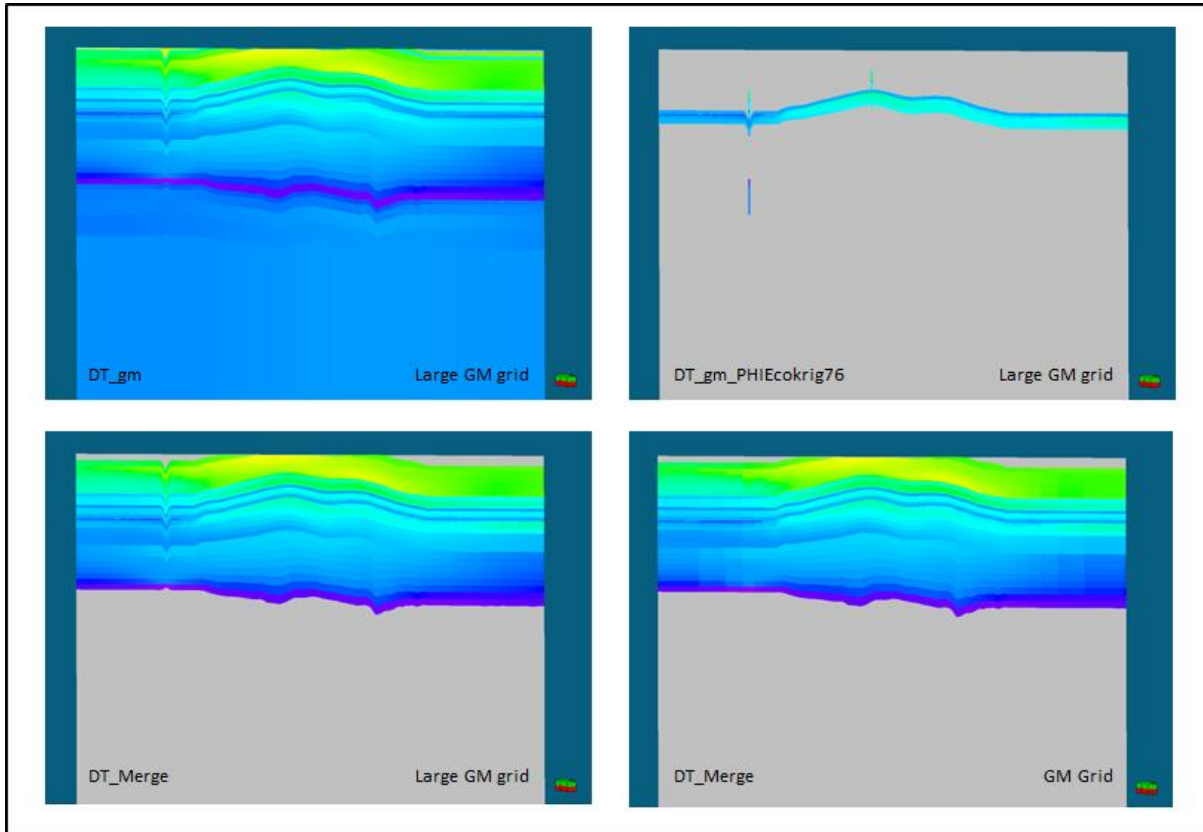 DT_gm Large GM grid
DT_gm_PHIEcokrig76 Large GM grid
DT_Merge Large GM grid
DT_Merge GM Grid